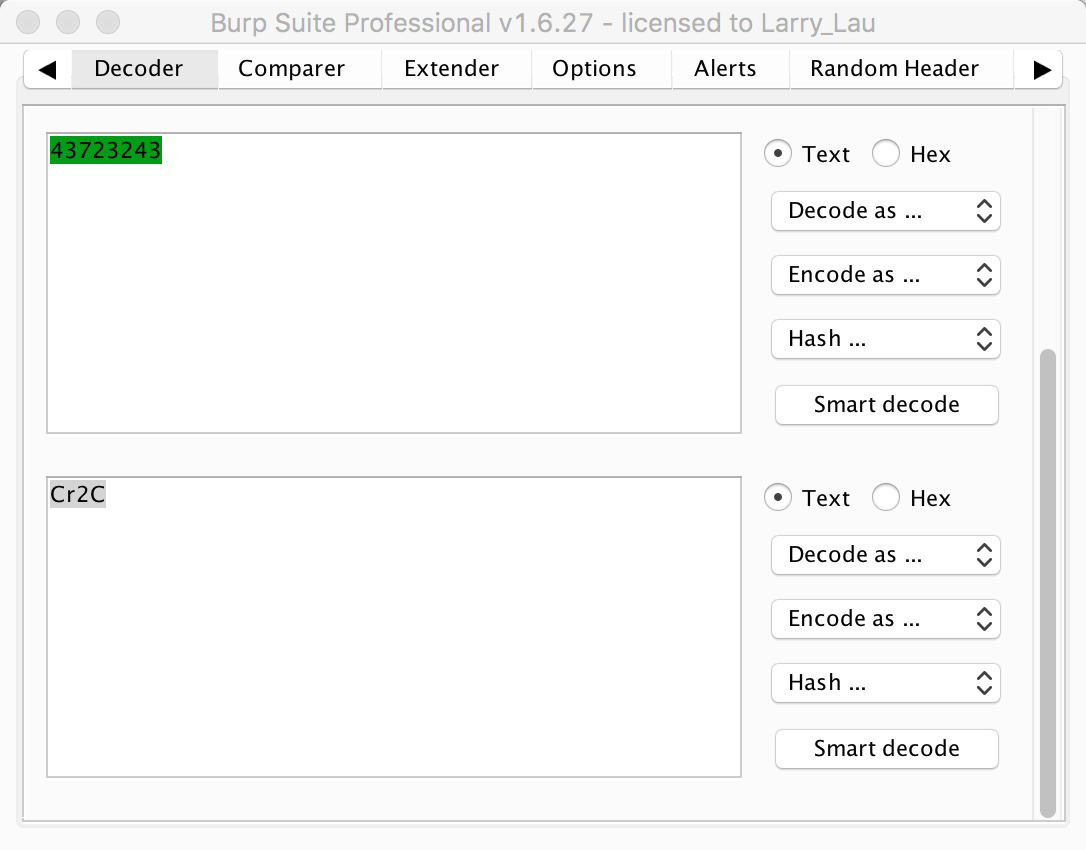 Burp Suite Professional v1.6.27 - licensed to Larry_Lau
Decoder Comparer Extender Options Alerts Random Header
43723243
Text Hex
Decode as ...
Encode as ...
Hash ...
Smart decode
Cr2C
Text Hex
Decode as ...
Encode as ...
Hash ...
Smart decode